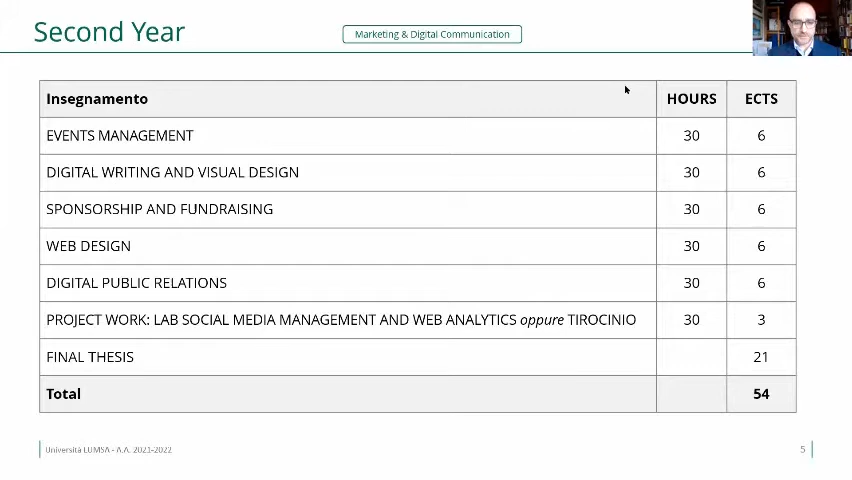 Second Year
Marketing & Digital Communication
Insegnamento HOURS ECTS
EVENTS MANAGEMENT 30 6
DIGITAL WRITING AND VISUAL DESIGN 30 6
SPONSORSHIP AND FUNDRAISING 30 6
WEB DESIGN 30 6
DIGITAL PUBLIC RELATIONS 30 6
PROJECT WORK: LAB SOCIAL MEDIA MANAGEMENT AND WEB ANALYTICS oppure TIROCINIO 30 3
FINAL THESIS 21
Total 54
Università LUMSA - A.A. 2021-2022 5